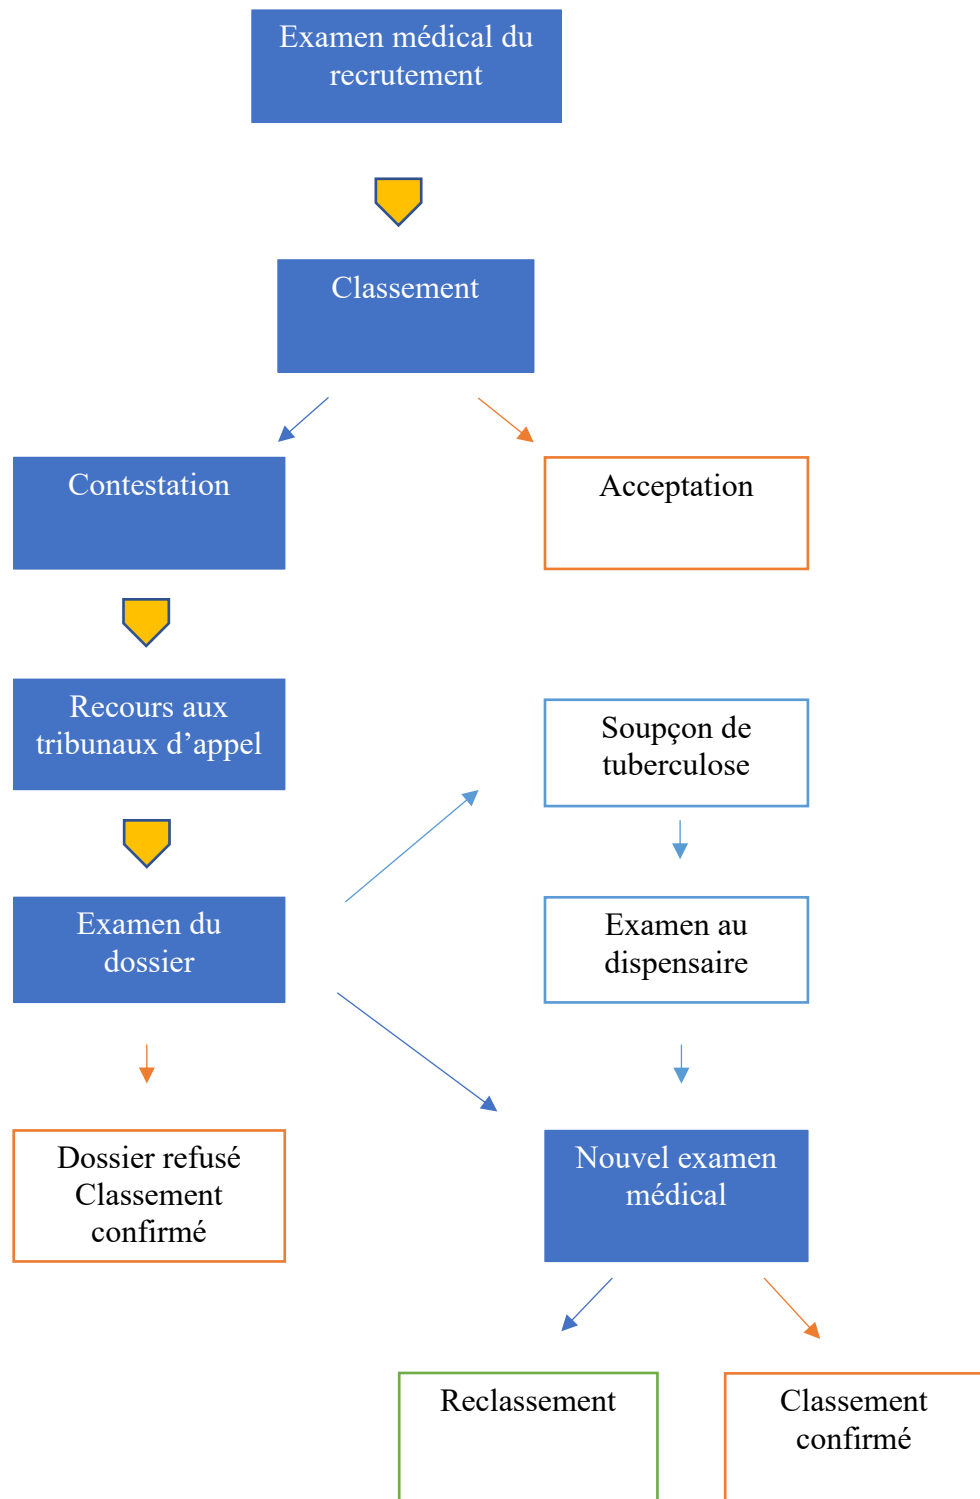 Examen médical du
recrutement
Classement
Contestation
Acceptation
Recours aux
tribunaux d’appel
Soupçon de
tuberculose
Examen du
dossier
Examen au
dispensaire
Dossier refusé
Classement
confirmé
Nouvel examen
médical
Reclassement
Classement
confirmé